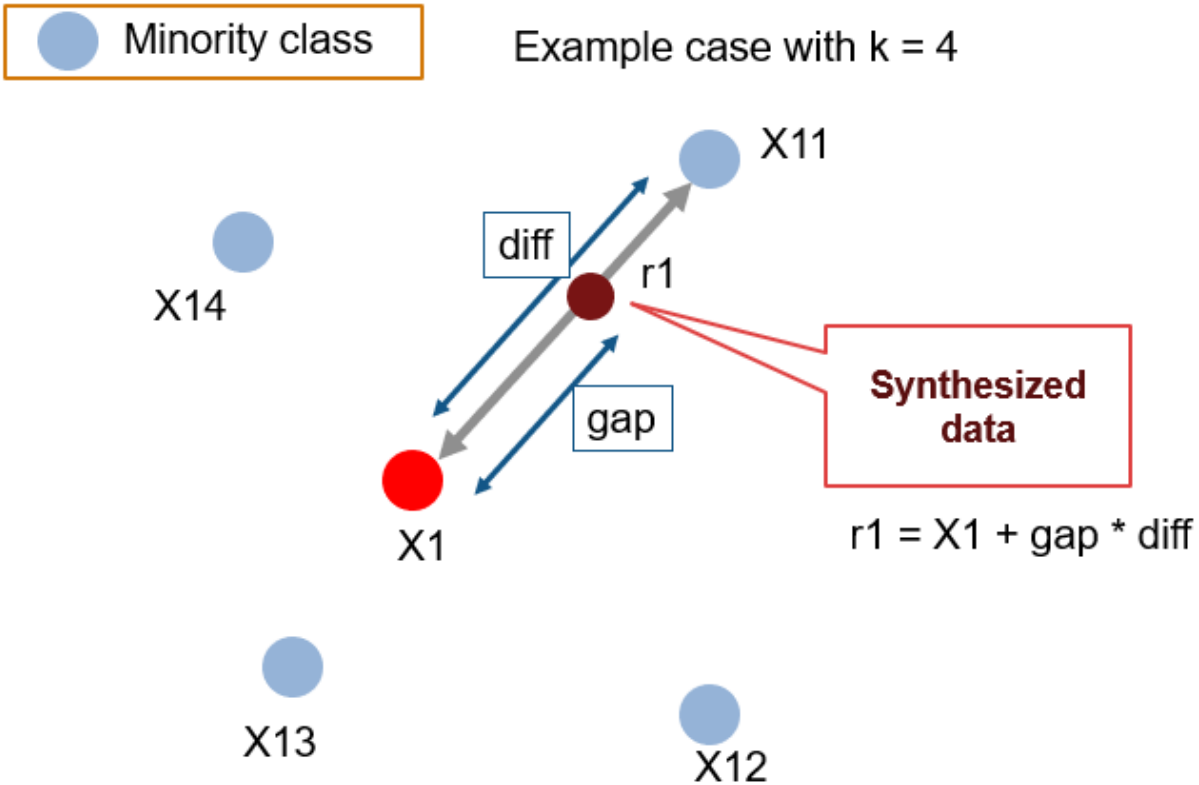 Minority class
Example case with k = 4
X11
diff
r1
X14
Synthesized
data
gap
X1
r1 = X1 + gap * diff
X13
X12